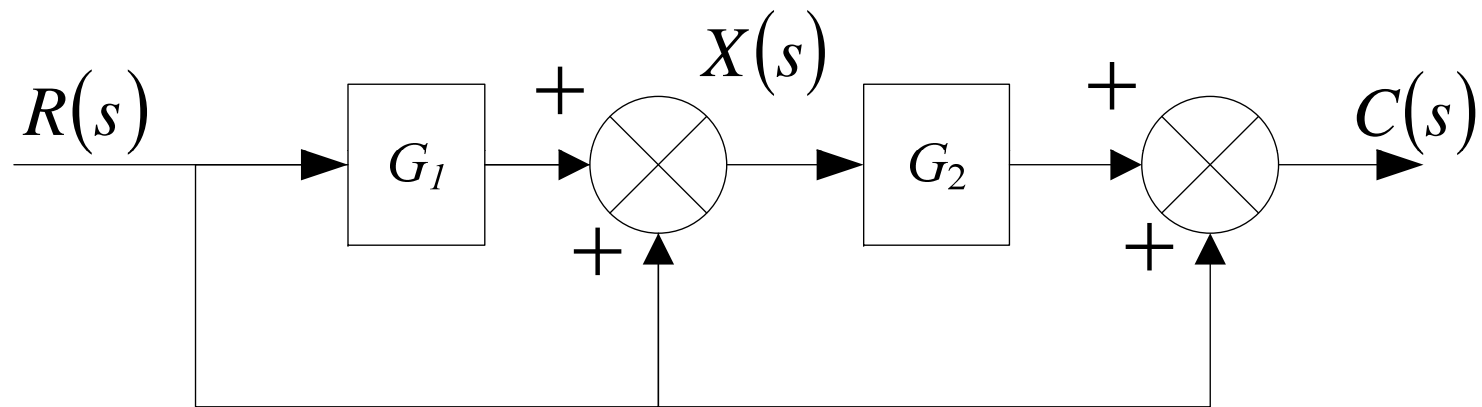 R(s)
G1
+
+
X(s)
G2
+
+
C(s)